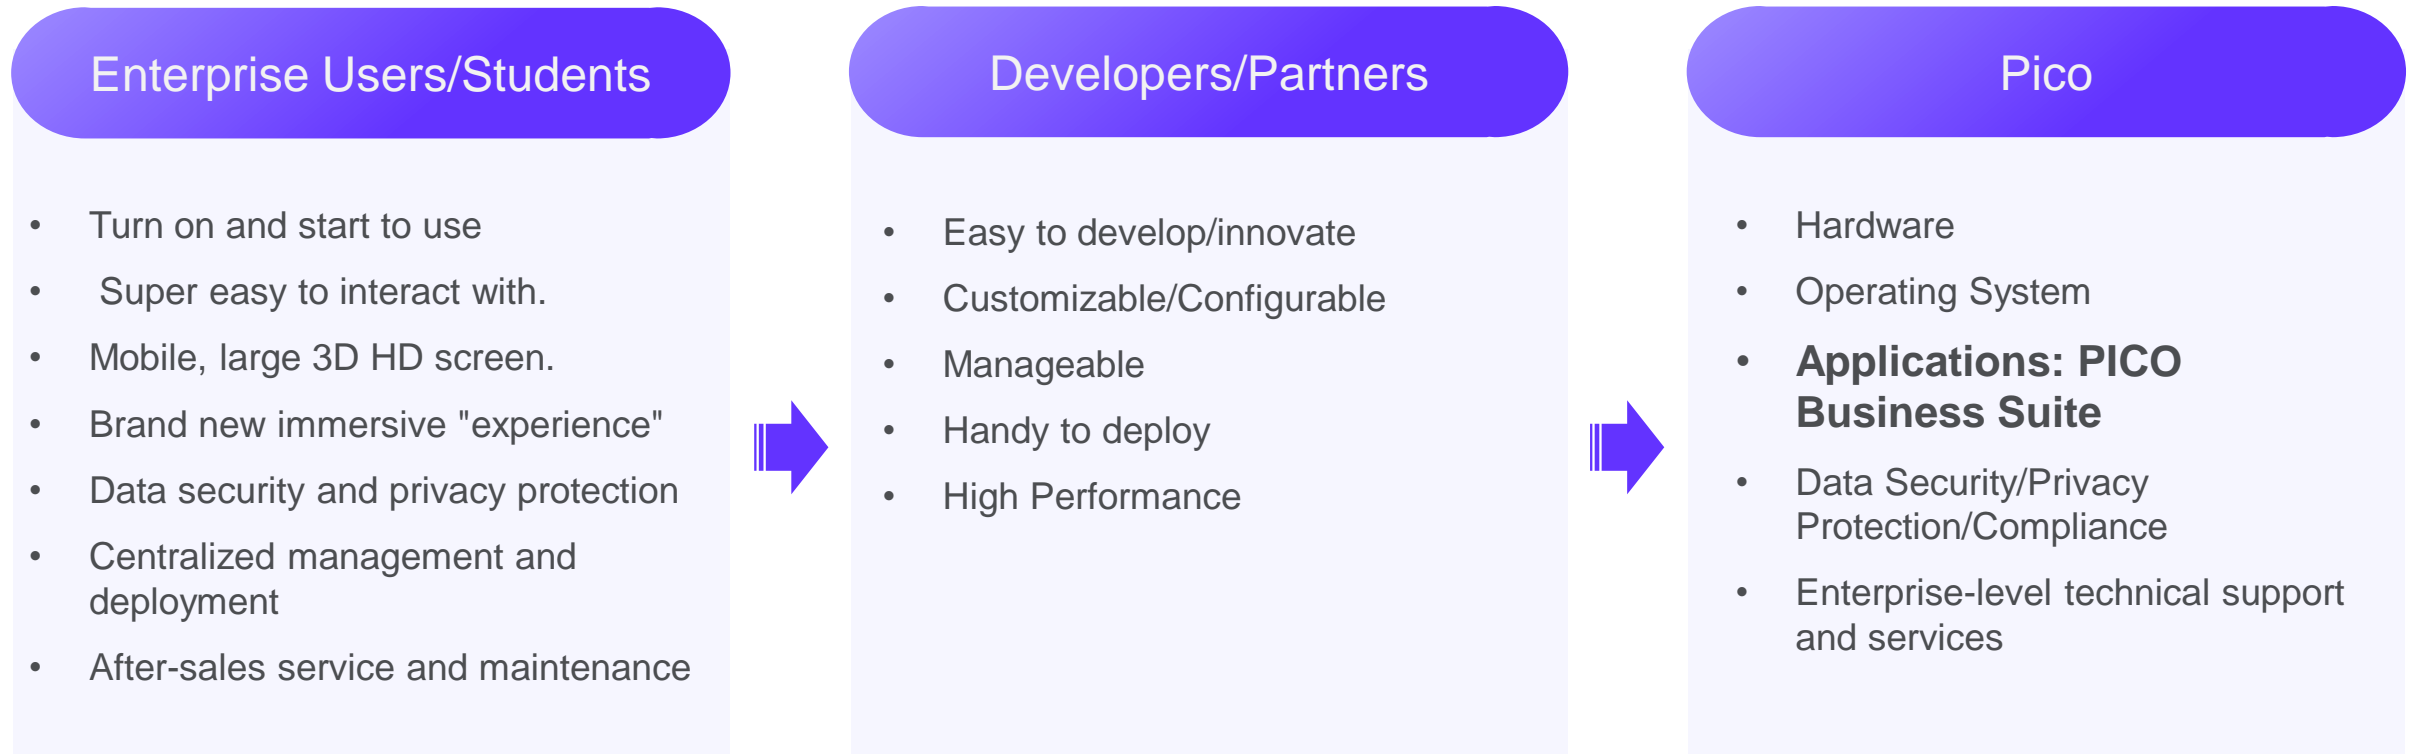 Enterprise Users/Students
• Turn on and start to use
• Super easy to interact with.
• Mobile, large 3D HD screen.
• Brand new immersive "experience"
• Data security and privacy protection
• Centralized management and
deployment
• After-sales service and maintenance
Developers/Partners
• Easy to develop/innovate
• Customizable/Configurable
• Manageable
• Handy to deploy
• High Performance
Pico
• Hardware
• Operating System
• Applications: PICO
Business Suite
• Data Security/Privacy
Protection/Compliance
• Enterprise-level technical support
and services